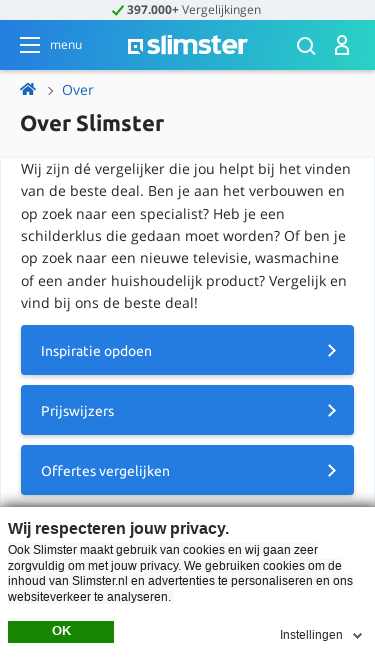 397.000+ Vergelijkingen
menu
slimster
Over
Over Slimster
Wij zijn dé vergelijker die jou helpt bij het vinden
van de beste deal. Ben je aan het verbouwen en
op zoek naar een specialist? Heb je een
schilderklus die gedaan moet worden? Of ben je
op zoek naar een nieuwe televisie, wasmachine
of een ander huishoudelijk product? Vergelijk en
vind bij ons de beste deal!
Inspiratie opdoen
Prijswijzers
Offertes vergelijken
Wij respecteren jouw privacy.
Ook Slimster maakt gebruik van cookies en wij gaan zeer
zorgvuldig om met jouw privacy. We gebruiken cookies om de
inhoud van Slimster.nl en advertenties te personaliseren en ons
websiteverkeer te analyseren.
OK
Instellingen